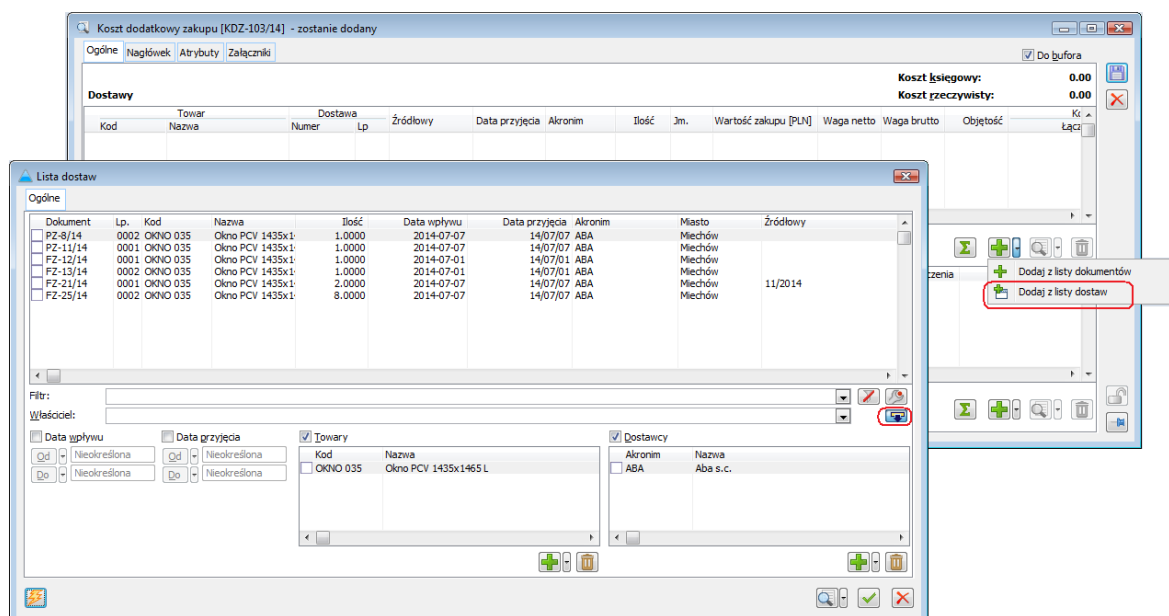 Koszt dodatkowy zakupu [KDZ-103/14] - zostanie dodany
Ogólne Nagłówek Atrybuty Załączniki
Do bufora
Koszt księgowy: 0.00
Dostawy Koszt rzeczywisty: 0.00
Towar Dostawa
Kod Nazwa Numer Lp Źródłowy Data przyjęcia Akronim Ilość Jm. Wartość zakupu [PLN] Waga netto Waga brutto Objętość
Łącz
Lista dostaw
Ogólne
Dokument Lp. Kod Nazwa Ilość Data wpływu Data przyjęcia Akronim Miasto Źródłowy
PZ-8/14 0002 OKNO 035 Okno PCV 1435x1 1.0000 2014-07-07 14/07/07 ABA Miechów
PZ-11/14 0001 OKNO 035 Okno PCV 1435x1 1.0000 2014-07-07 14/07/07 ABA Miechów
FZ-12/14 0001 OKNO 035 Okno PCV 1435x1 1.0000 2014-07-01 14/07/01 ABA Miechów
FZ-13/14 0002 OKNO 035 Okno PCV 1435x1 1.0000 2014-07-01 14/07/01 ABA Miechów
FZ-21/14 0001 OKNO 035 Okno PCV 1435x1 2.0000 2014-07-07 14/07/07 ABA Miechów 11/2014
FZ-25/14 0002 OKNO 035 Okno PCV 1435x1 8.0000 2014-07-07 14/07/07 ABA Miechów
czenia
Dodaj z listy dokumentów
Dodaj z listy dostaw
Filtr:
Właściciel:
Data wpływu Data przyjęcia Towary Dostawcy
Od Nieokreślona Od Nieokreślona Kod Nazwa Akronim Nazwa
Do Nieokreślona Do Nieokreślona OKNO 035 Okno PCV 1435x1465 L ABA Aba s.c.